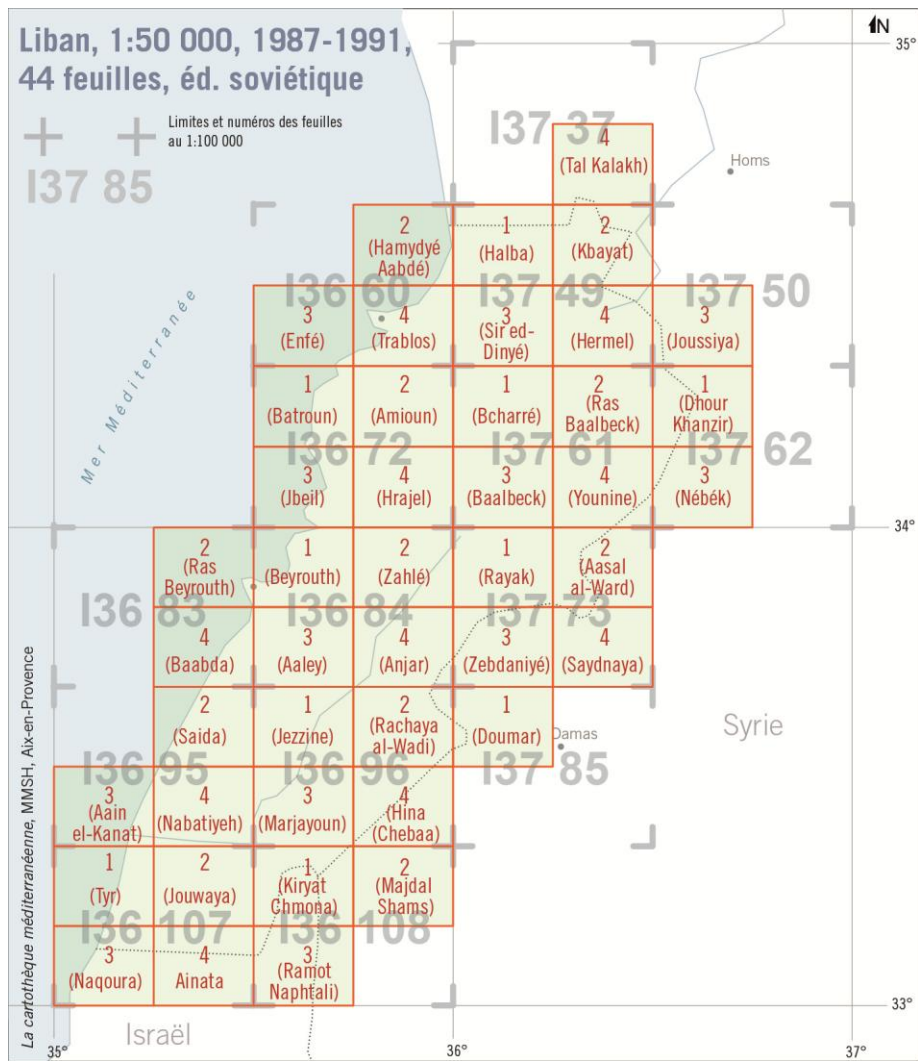 Liban, 1:50 000, 1987-1991,
44 feuilles, éd. soviétique
N
35°
Limites et numéros des feuilles
au 1:100 000
I37 85
I37 37
4
(Tal Kalakh)
Homs
2
(Hamydyé
Aabdé)
1
(Halba)
2
(Kbayat)
I36 60
I37 49
I37 50
3
(Enfé)
4
(Trablos)
3
(Sir ed-
Dinyé)
4
(Hermel)
3
(Joussiya)
Mer Méditerranée
1
(Batroun)
2
(Amioun)
1
(Bcharré)
2
(Ras
Baalbeck)
1
(Dhour
Khanzir)
I36 72
I37 61
I37 62
3
(Jbeil)
4
(Hrajel)
3
(Baalbeck)
4
(Younine)
3
(Nébék)
34°
2
(Ras
Beyrouth)
1
(Beyrouth)
2
(Zahlé)
1
(Rayak)
2
(Aasal
al-Ward)
I36 83
I36 84
I37 73
4
(Baabda)
3
(Aaley)
4
(Anjar)
3
(Zebdaniyé)
4
(Saydnaya)
2
(Saida)
1
(Jezzine)
2
(Rachaya
al-Wadi)
1
(Doumar)
Damas
Syrie
I36 95
I36 96
I37 85
3
(Aain
el-Kanat)
4
(Nabatiyeh)
3
(Marjayoun)
4
(Hina
(Chebaa)
1
(Tyr)
2
(Jouwaya)
1
(Kiryat
Chmona)
2
(Majdal
Shams)
I36 107
I36 108
3
(Naqoura)
4
Ainata
3
(Ramot
Naphtali)
33°
Israël
35°
36°
37°
La cartothèque méditerranéenne, MMSH, Aix-en-Provence